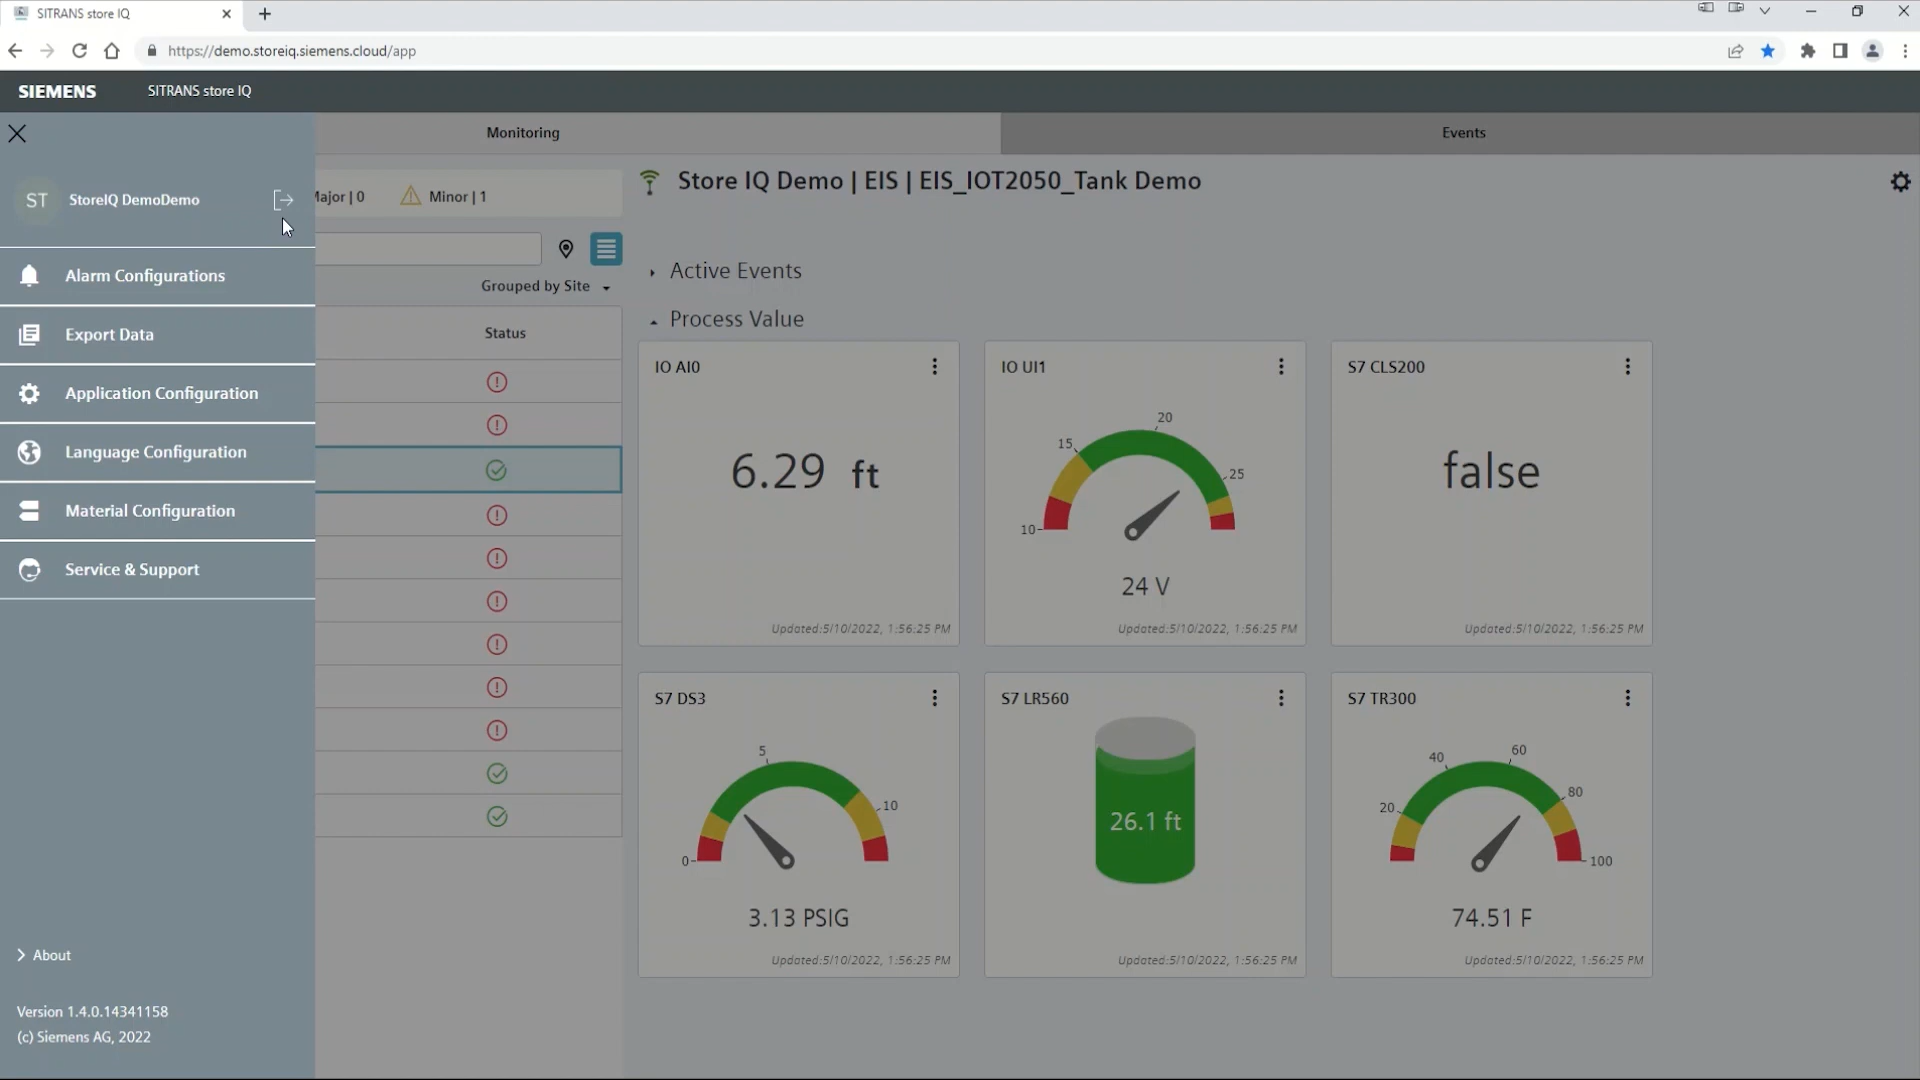 SITRANS store IQ
https://demo.storeiq.siemens.cloud/app
SIEMENS SITRANS store IQ
Monitoring Events
ST StoreIQ DemoDemo
Alarm Configurations
Export Data
Application Configuration
Language Configuration
Material Configuration
Service & Support
About
Version 1.4.0.14341158
(c) Siemens AG, 2022
Major | 0 Minor | 1
Grouped by Site
Status
Store IQ Demo | EIS | EIS_IOT2050_Tank Demo
Active Events
Process Value
IO AI0
6.29 ft
Updated:5/10/2022, 1:56:25 PM
IO UI1
10 15 20 25
24 V
Updated:5/10/2022, 1:56:25 PM
S7 CLS200
false
Updated:5/10/2022, 1:56:25 PM
S7 DS3
0 5 10
3.13 PSIG
Updated:5/10/2022, 1:56:25 PM
S7 LR560
26.1 ft
Updated:5/10/2022, 1:56:25 PM
S7 TR300
20 40 60 80 100
74.51 F
Updated:5/10/2022, 1:56:25 PM